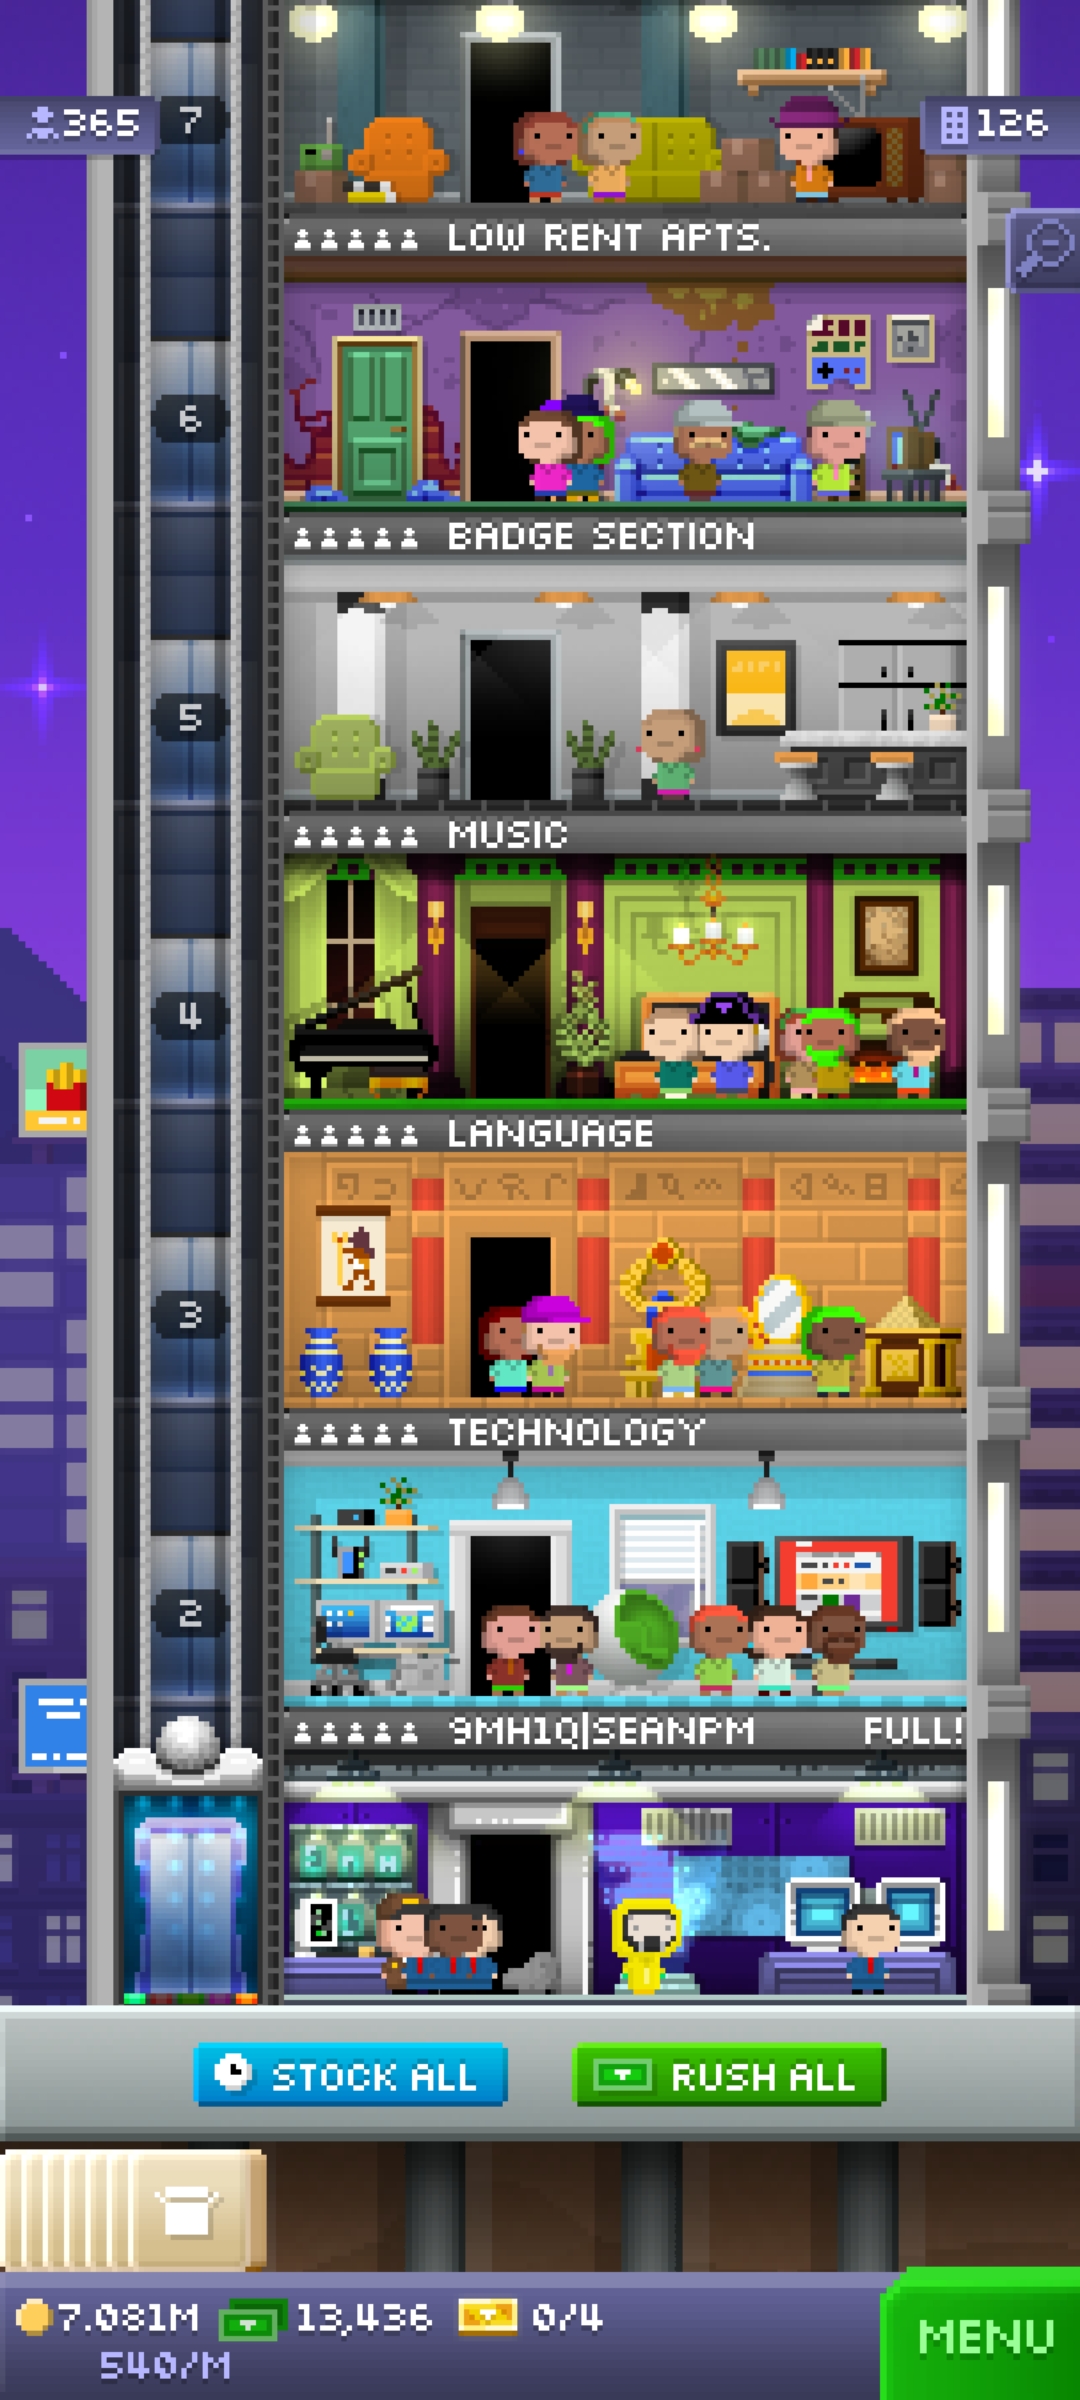 7
365
126
LOW RENT APTS.
6
BADGE SECTION
5
MUSIC
4
LANGUAGE
3
TECHNOLOGY
2
9MH1Q|SEANPM FULL!
STOCK ALL
RUSH ALL
7.081M 13,436 0/4
540/M
MENU